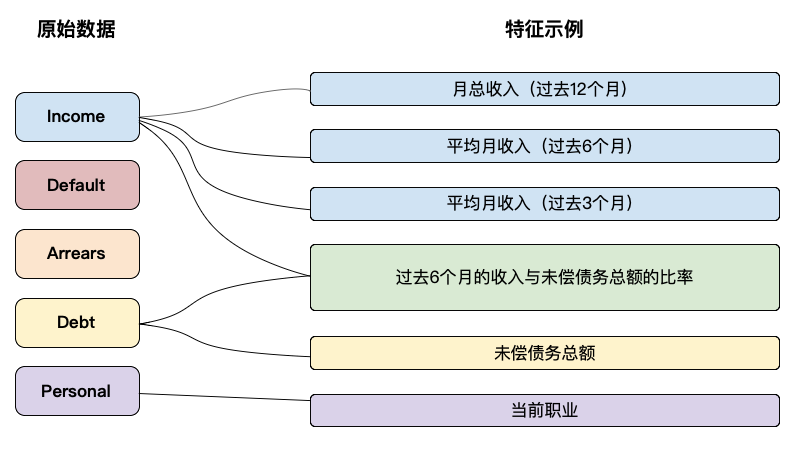 原始数据
特征示例
Income
Default
Arrears
Debt
Personal
月总收入（过去12个月）
平均月收入（过去6个月）
平均月收入（过去3个月）
过去6个月的收入与未偿债务总额的比率
未偿债务总额
当前职业